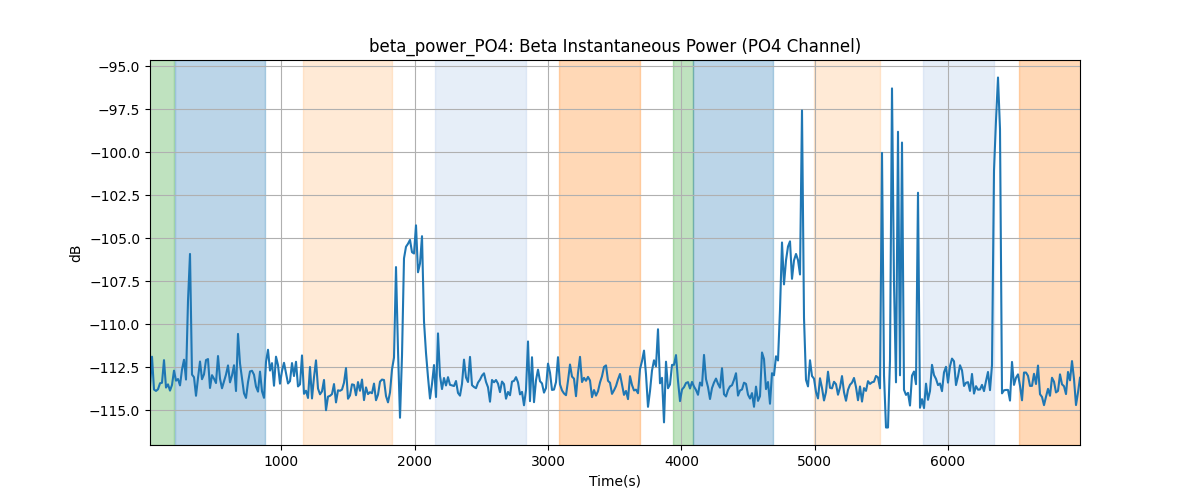 beta_power_PO4: Beta Instantaneous Power (PO4 Channel)
−95.0
−97.5
−100.0
−102.5
−105.0
−107.5
−110.0
−112.5
−115.0
dB
1000 2000 3000 4000 5000 6000
Time(s)